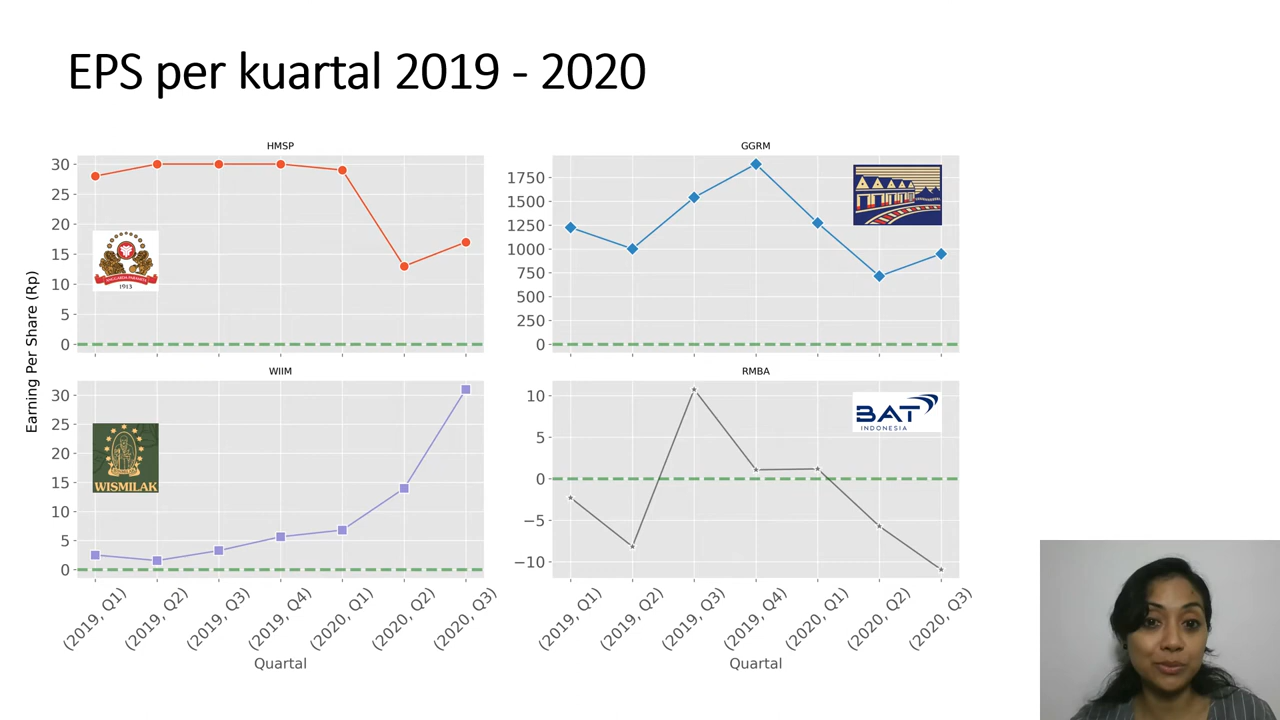 EPS per kuartal 2019 - 2020
Earning Per Share (Rp)
HMSP
30
25
20
15
10
5
0
1913
GGRM
1750
1500
1250
1000
750
500
250
0
WIIM
30
25
20
15
10
5
0
WISMILAK
(2019, Q1)
(2019, Q2)
(2019, Q3)
(2019, Q4)
(2020, Q1)
(2020, Q2)
(2020, Q3)
Quartal
RMBA
10
5
0
−5
−10
BAT
INDONESIA
(2019, Q1)
(2019, Q2)
(2019, Q3)
(2019, Q4)
(2020, Q1)
(2020, Q2)
(2020, Q3)
Quartal